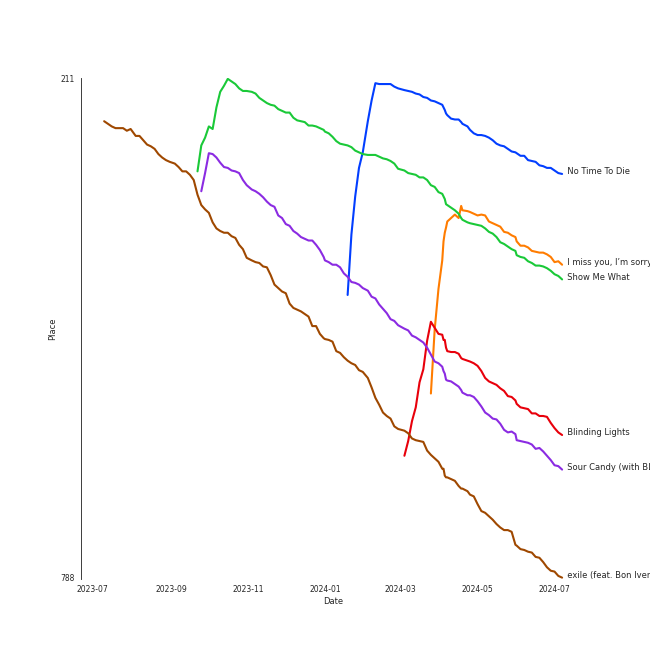 211
No Time To Die
I miss you, I'm sorry
Show Me What
Place
Blinding Lights
Sour Candy (with Bl
exile (feat. Bon Iver
788
2023-07 2023-09 2023-11 2024-01 2024-03 2024-05 2024-07
Date